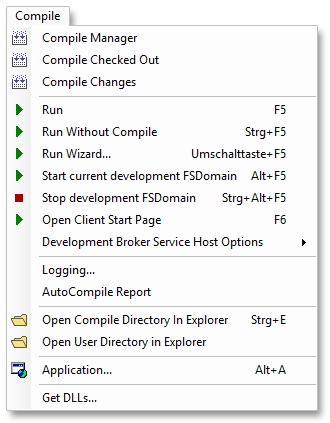 Compile
Compile Manager
Compile Checked Out
Compile Changes
Run F5
Run Without Compile Strg+F5
Run Wizard... Umschalttaste+F5
Start current development FSDomain Alt+F5
Stop development FSDomain Strg+Alt+F5
Open Client Start Page F6
Development Broker Service Host Options
Logging...
AutoCompile Report
Open Compile Directory In Explorer Strg+E
Open User Directory in Explorer
Application... Alt+A
Get DLLs...